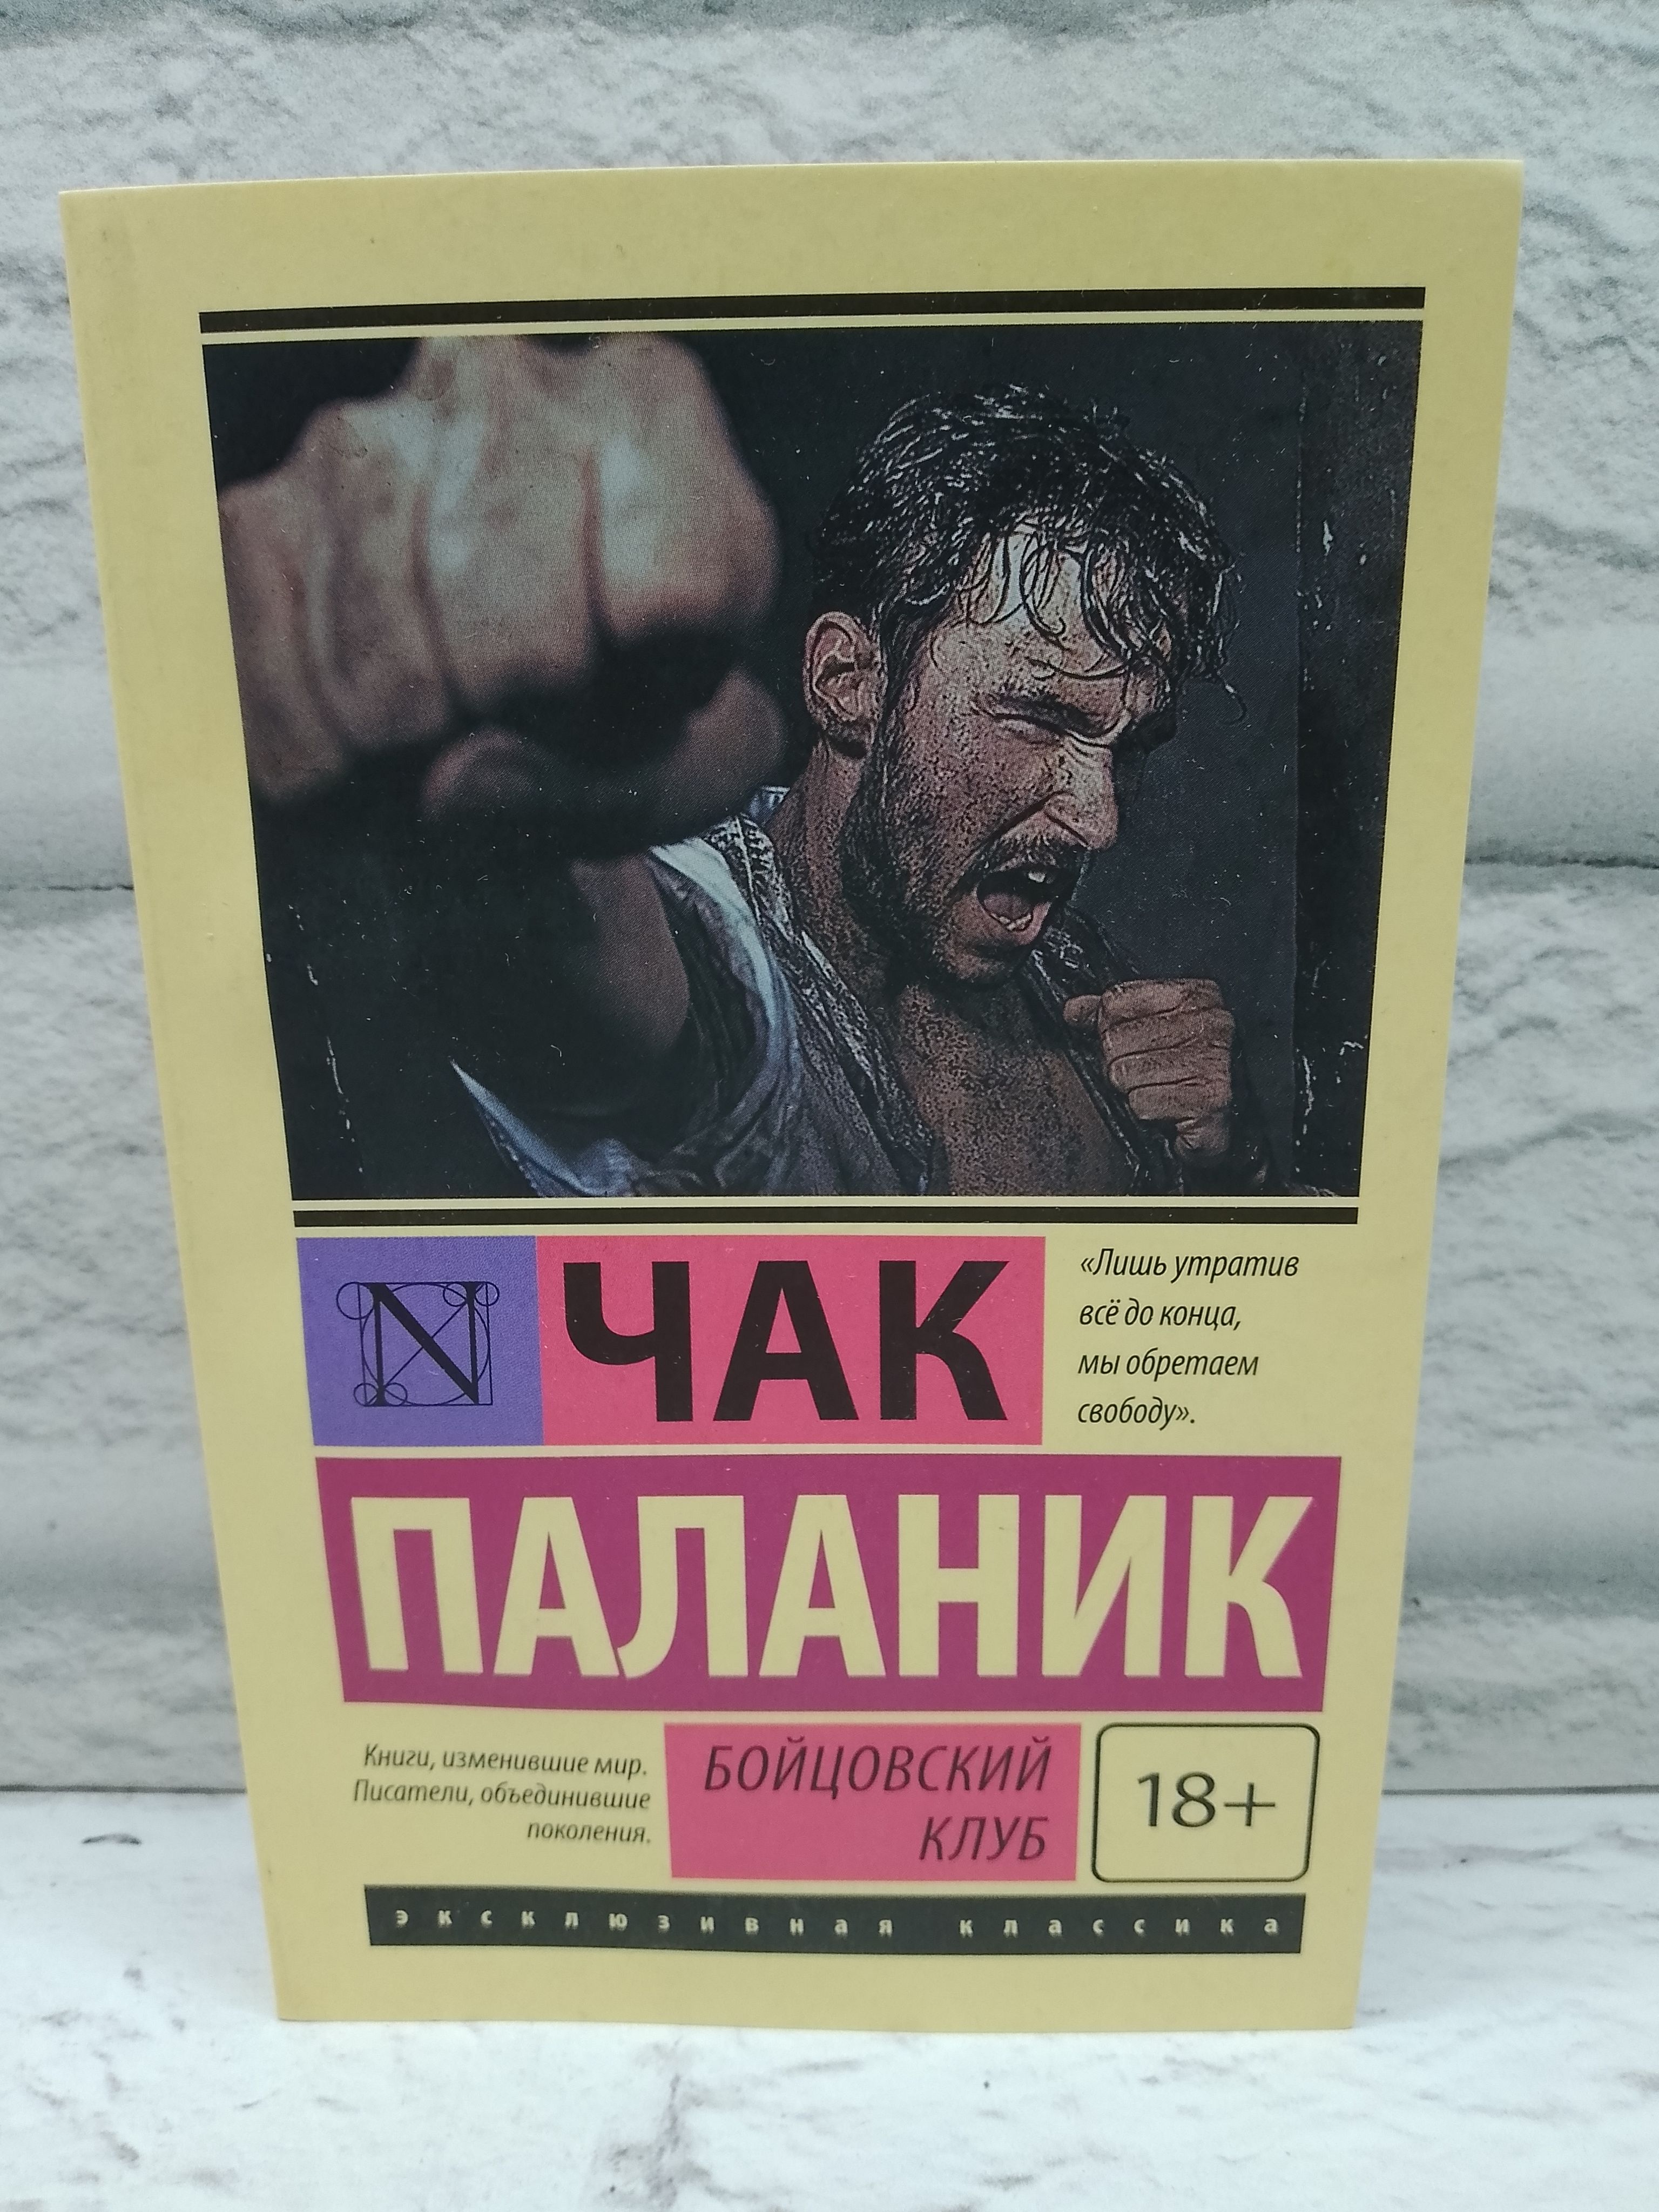 N
ЧАК
«Лишь утратив
всё до конца,
мы обретаем
свободу».
ПАЛАНИК
Книги, изменившие мир.
Писатели, объединившие
поколения.
БОЙЦОВСКИЙ
КЛУБ
18+
эксклюзивная классика